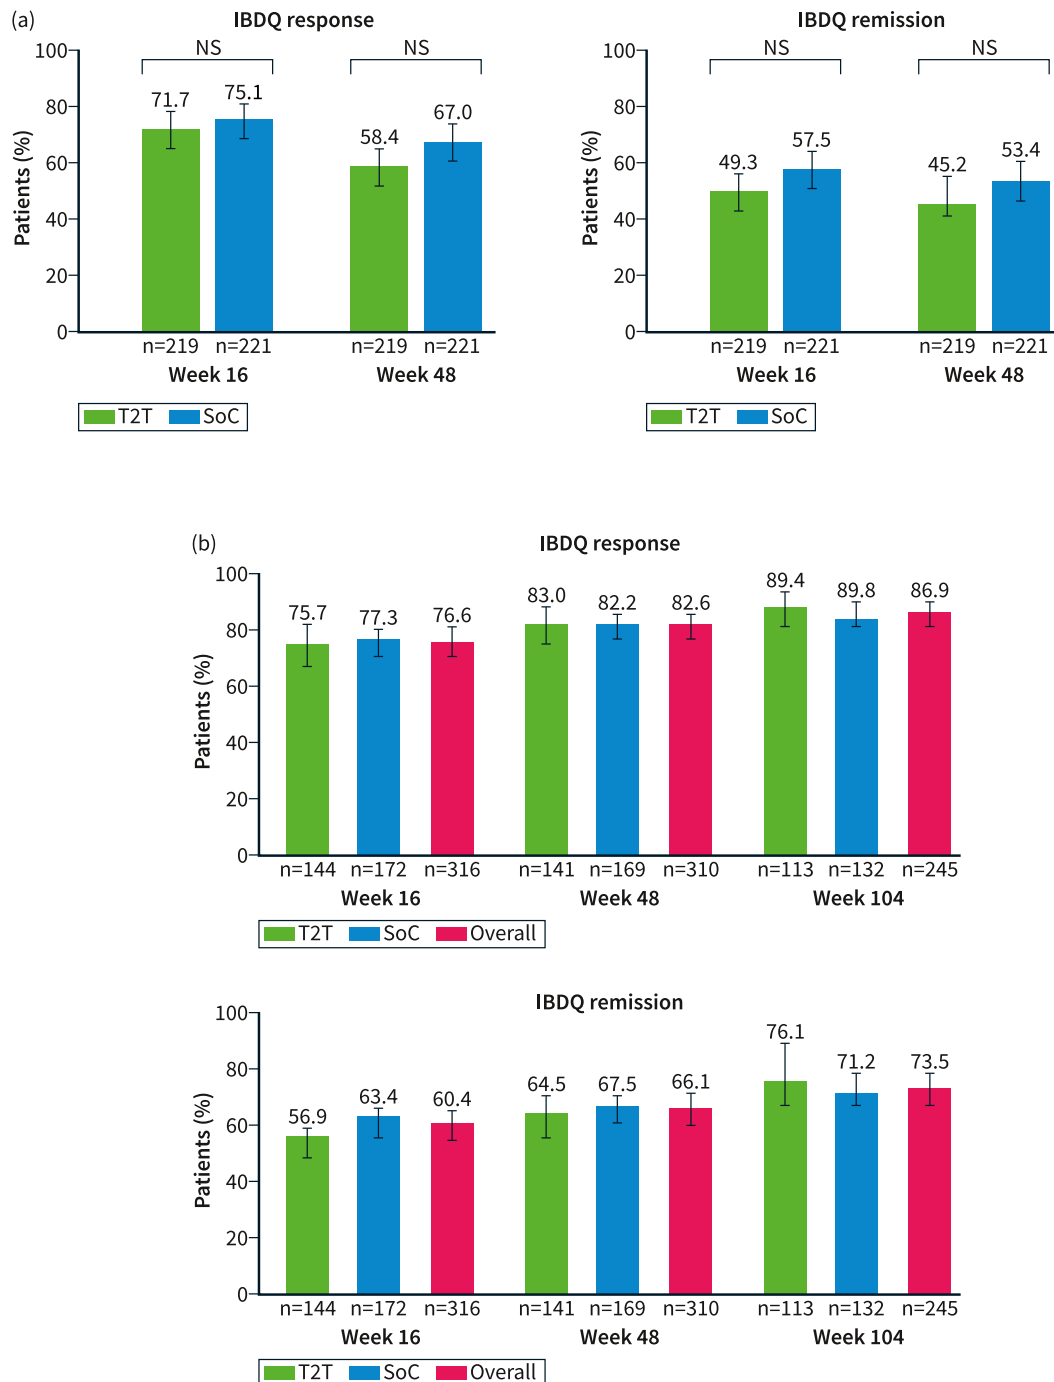 (a)
IBDQ response
NS
NS
100
80
60
40
20
0
Patients (%)
71.7
75.1
58.4
67.0
n=219
n=221
n=219
n=221
Week 16
Week 48
T2T
SoC
IBDQ remission
NS
NS
100
80
60
40
20
0
Patients (%)
49.3
57.5
45.2
53.4
n=219
n=221
n=219
n=221
Week 16
Week 48
T2T
SoC
(b)
IBDQ response
100
80
60
40
20
0
Patients (%)
75.7
77.3
76.6
83.0
82.2
82.6
89.4
89.8
86.9
n=144
n=172
n=316
n=141
n=169
n=310
n=113
n=132
n=245
Week 16
Week 48
Week 104
T2T
SoC
Overall
IBDQ remission
100
80
60
40
20
0
Patients (%)
56.9
63.4
60.4
64.5
67.5
66.1
76.1
71.2
73.5
n=144
n=172
n=316
n=141
n=169
n=310
n=113
n=132
n=245
Week 16
Week 48
Week 104
T2T
SoC
Overall